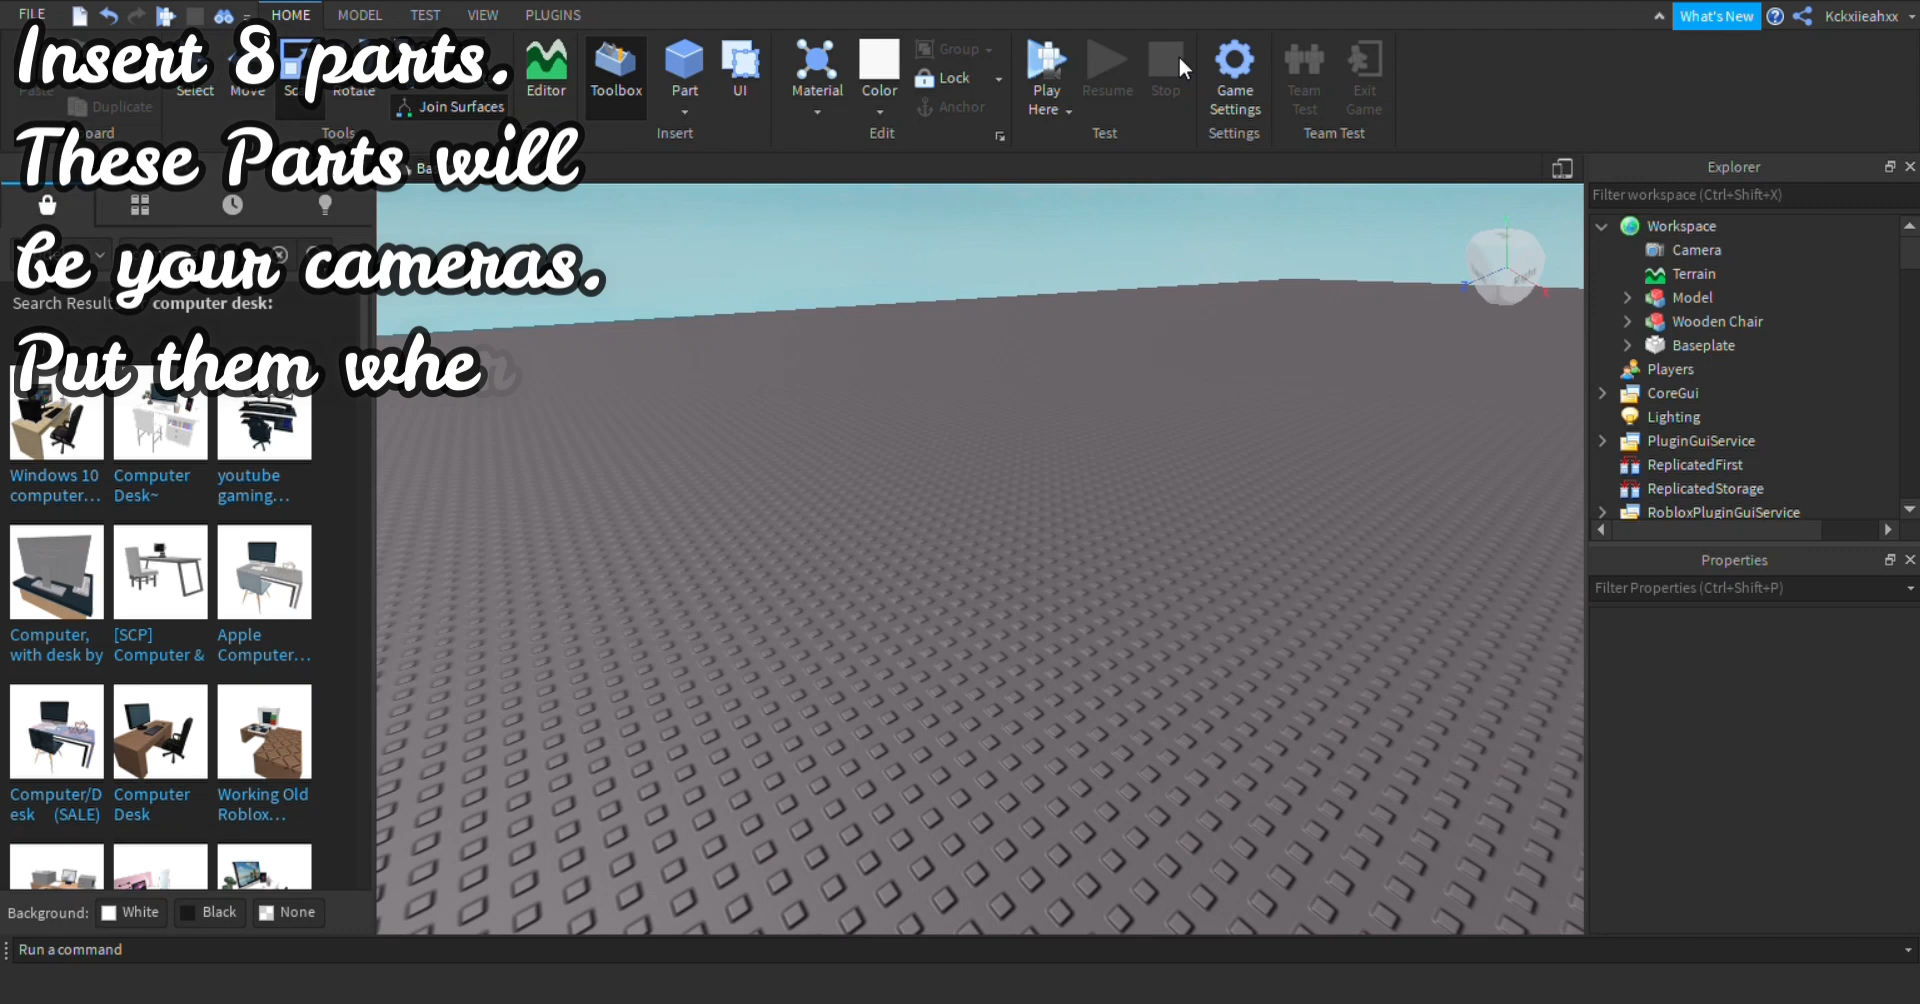 FILE
HOME
MODEL
TEST
VIEW
PLUGINS
What's New
Kckxiieahxx
Insert 8 parts.
These Parts will
be your cameras.
Put them wher
Select
Move
Rotate
Duplicate
Join Surfaces
Tools
Editor
Toolbox
Part
UI
Insert
Material
Color
Group
Lock
Anchor
Edit
Play Here
Resume
Stop
Test
Game Settings
Settings
Team Test
Exit Game
Team Test
Explorer
Filter workspace (Ctrl+Shift+X)
Workspace
Camera
Terrain
Model
Wooden Chair
Baseplate
Players
CoreGui
Lighting
PluginGuiService
ReplicatedFirst
ReplicatedStorage
RobloxPluginGuiService
Properties
Filter Properties (Ctrl+Shift+P)
computer desk:
Windows 10 computer...
Computer Desk~
youtube gaming...
Computer, with desk by
[SCP] Computer &
Apple Computer...
Computer/Desk (SALE)
Computer Desk
Working Old Roblox...
Background:
White
Black
None
Run a command